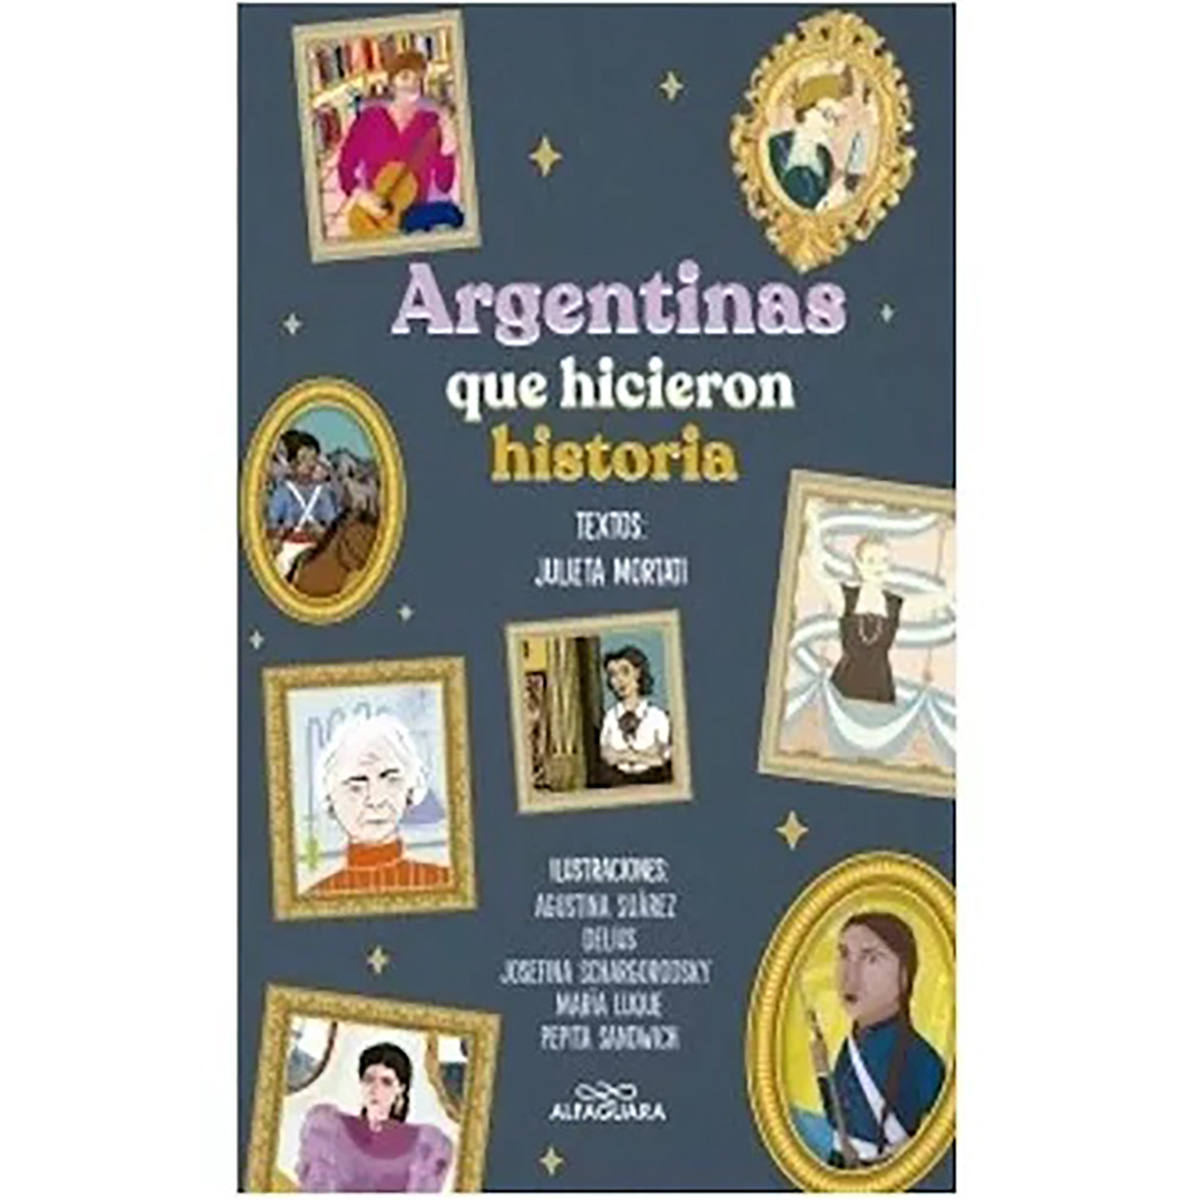 Argentinas
que hicieron
historia
TEXTOS:
JULIETA MORTATI
ILUSTRACIONES:
AGUSTINA SUÁREZ
DELIUS
JOSEFINA SCHARGORODSKY
MARÍA LUQUE
PEPITA SANDWICH
ALFAGUARA